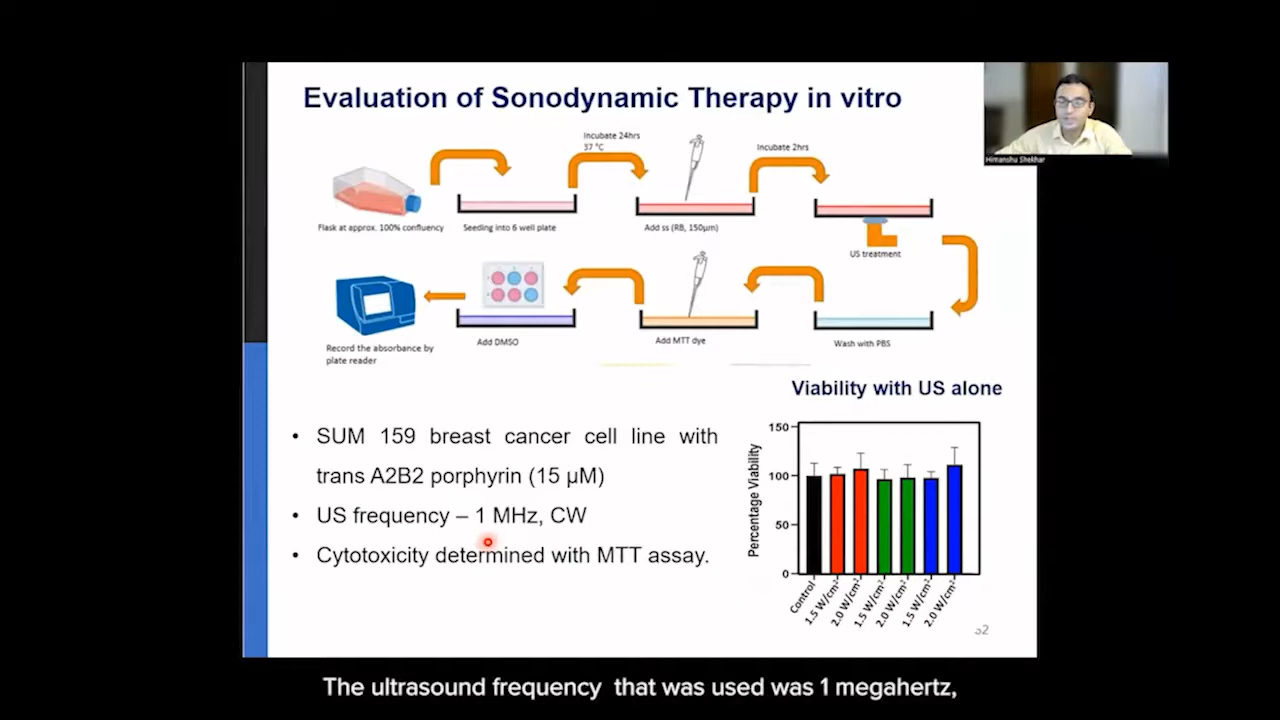 Evaluation of Sonodynamic Therapy in vitro
Himanshu Shekhar
Incubate 24hrs
37 °C
Incubate 2hrs
Flask at approx. 100% confluency
Seeding into 6 well plate
Add ss (RB, 150µm)
US treatment
Record the absorbance by
plate reader
Add DMSO
Add MTT dye
Wash with PBS
Viability with US alone
• SUM 159 breast cancer cell line with
trans A2B2 porphyrin (15 µM)
• US frequency – 1 MHz, CW
• Cytotoxicity determined with MTT assay.
Percentage Viability
150
100
50
0
Control
1.5 W/cm²
2.0 W/cm²
1.5 W/cm²
2.0 W/cm²
1.5 W/cm²
2.0 W/cm²
The ultrasound frequency that was used was 1 megahertz,